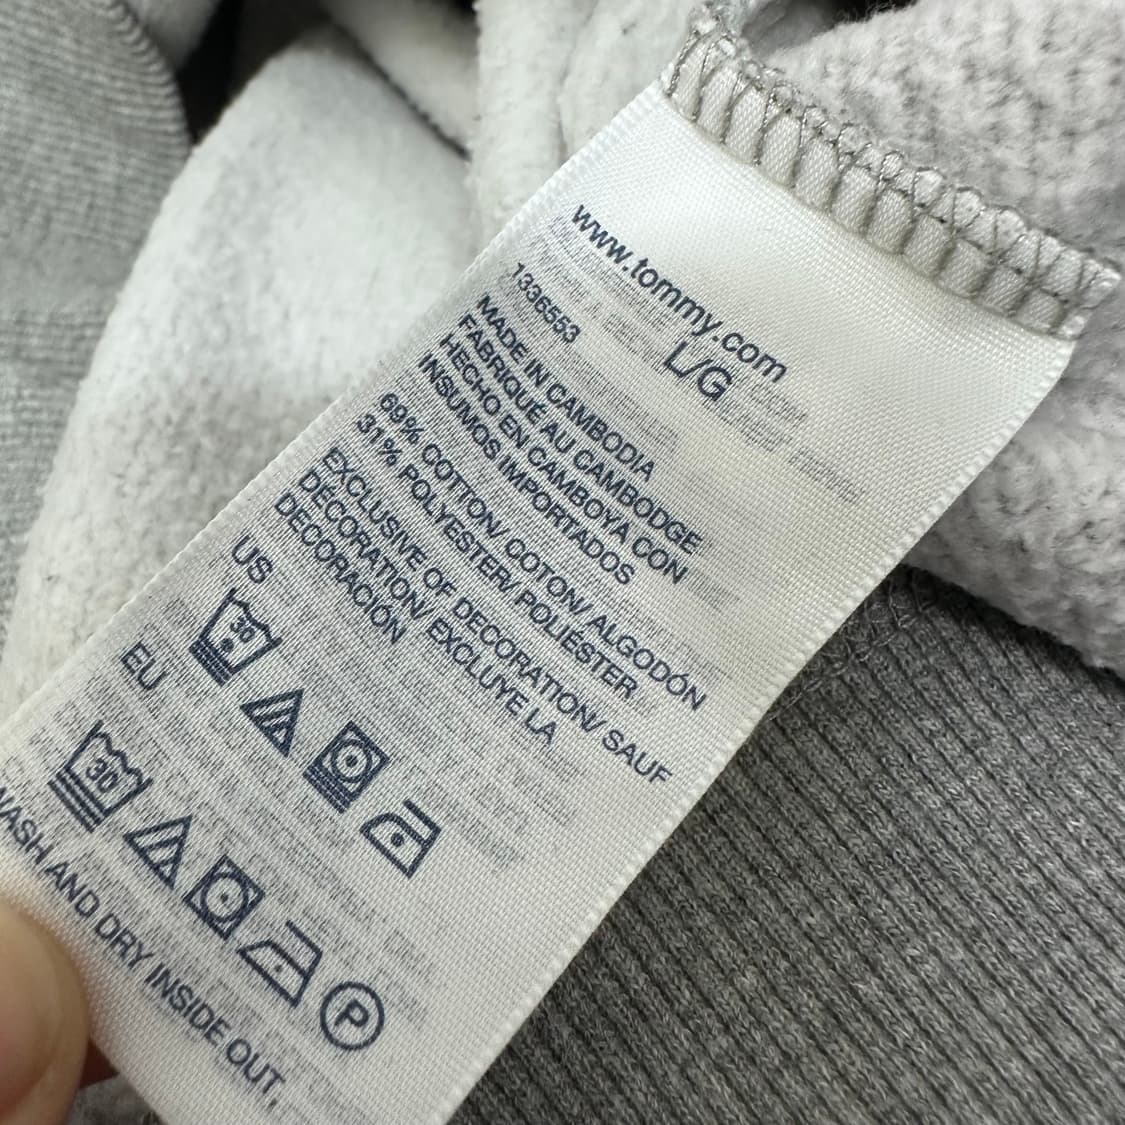 www.tommy.com
L/G
1336553
MADE IN CAMBODIA
FABRIQUÉ AU CAMBODGE
HECHO EN CAMBOYA CON
INSUMOS IMPORTADOS
69% COTTON/ COTON/ ALGODÓN
31% POLYESTER/ POLIÉSTER
EXCLUSIVE OF DECORATION/ SAUF
DÉCORATION/ EXCLUYE LA
DECORACIÓN
US
30
EU
30
P
WASH AND DRY INSIDE OUT,